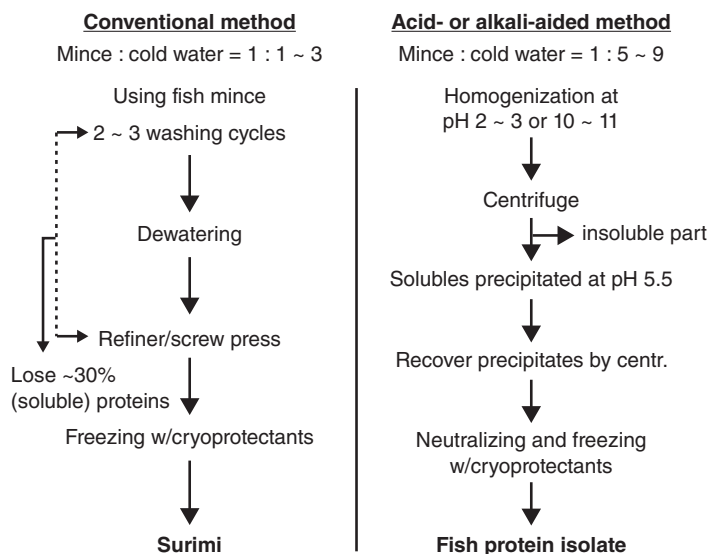 Conventional method
Mince : cold water = 1 : 1 ~ 3
Using fish mince
2 ~ 3 washing cycles
Dewatering
Refiner/screw press
Lose ~30%
(soluble) proteins
Freezing w/cryoprotectants
Surimi
Acid- or alkali-aided method
Mince : cold water = 1 : 5 ~ 9
Homogenization at
pH 2 ~ 3 or 10 ~ 11
Centrifuge
insoluble part
Solubles precipitated at pH 5.5
Recover precipitates by centr.
Neutralizing and freezing
w/cryoprotectants
Fish protein isolate